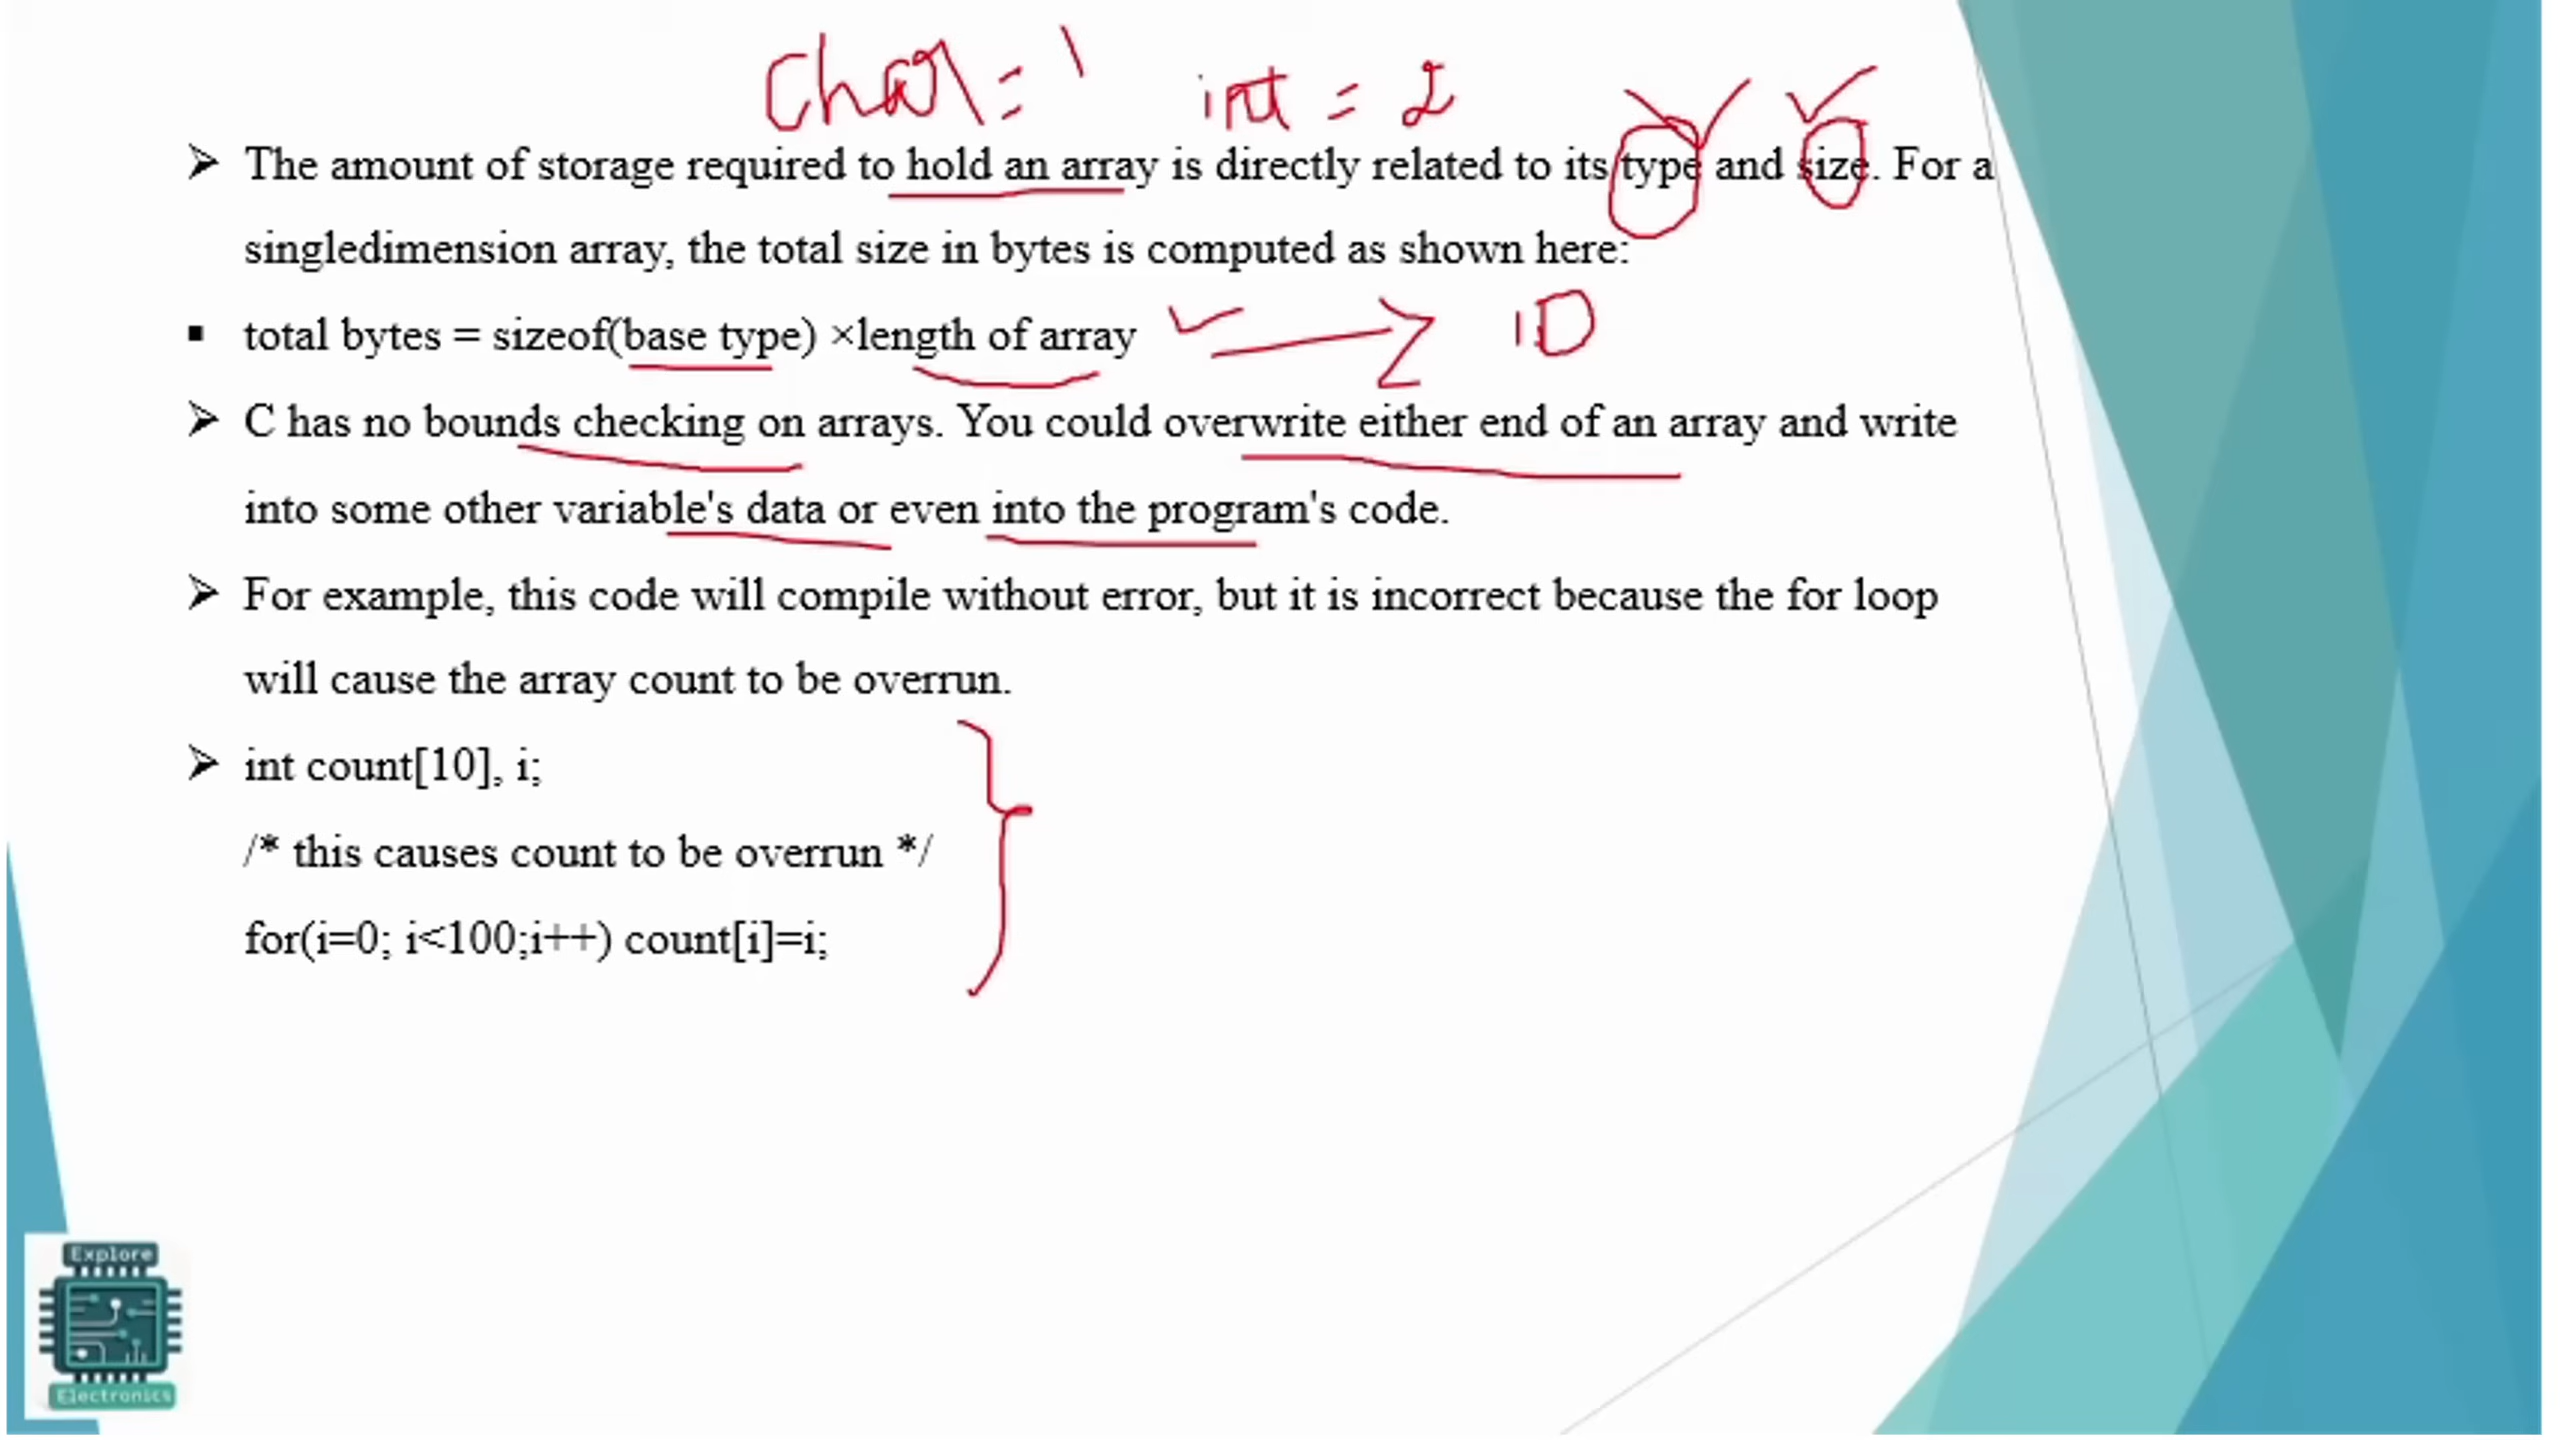 Char = 1 int = 2
➤ The amount of storage required to hold an array is directly related to its type and size. For a
singledimension array, the total size in bytes is computed as shown here:
▪ total bytes = sizeof(base type) ×length of array 1D
➤ C has no bounds checking on arrays. You could overwrite either end of an array and write
into some other variable's data or even into the program's code.
➤ For example, this code will compile without error, but it is incorrect because the for loop
will cause the array count to be overrun.
➤ int count[10], i;
/* this causes count to be overrun */
for(i=0; i<100;i++) count[i]=i;
Explore
Electronics